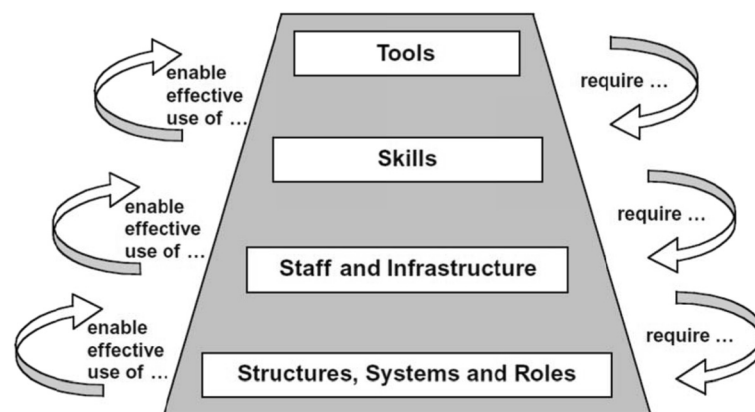 Tools
enable
effective
use of ...
require ...
Skills
enable
effective
use of ...
require ...
Staff and Infrastructure
enable
effective
use of ...
require ...
Structures, Systems and Roles